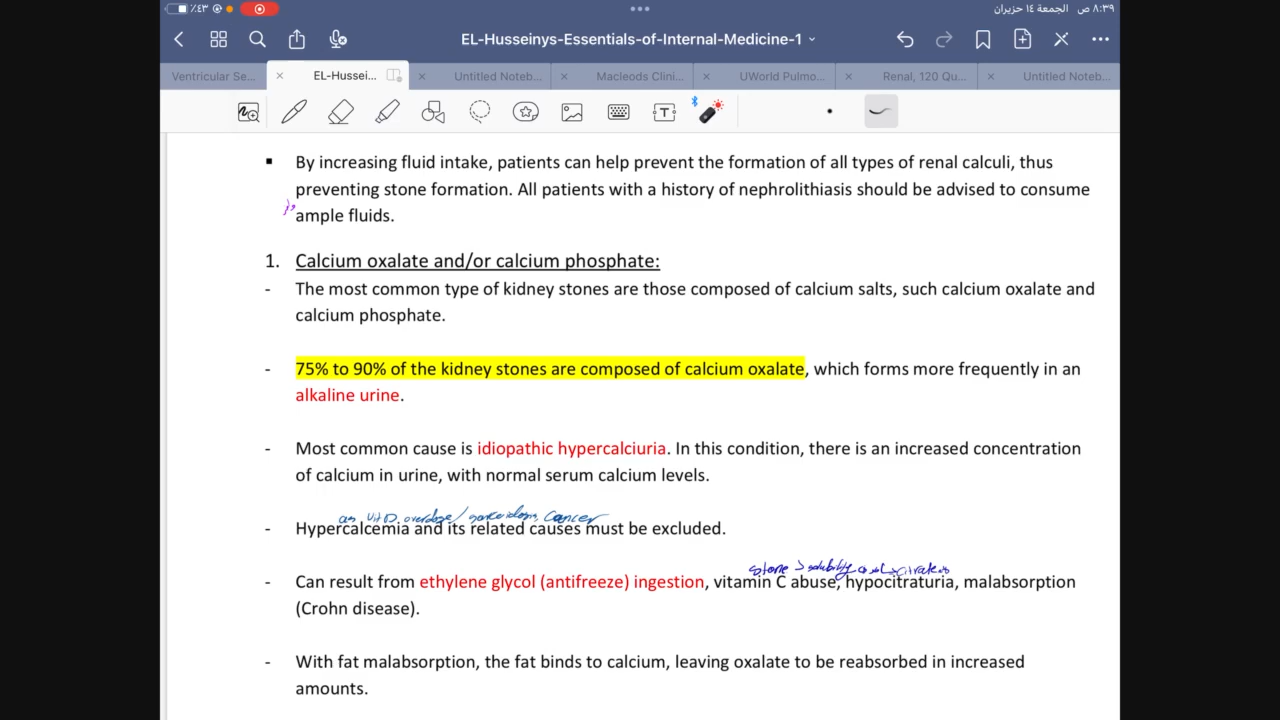 ٪٤٣ ٨:٣٩ ص الجمعة ١٤ حزيران
EL-Husseinys-Essentials-of-Internal-Medicine-1
Ventricular Se... EL-Hussei... Untitled Noteb... Macleods Clini... UWorld Pulmo... Renal, 120 Qu... Untitled Noteb...
▪ By increasing fluid intake, patients can help prevent the formation of all types of renal calculi, thus
preventing stone formation. All patients with a history of nephrolithiasis should be advised to consume
ample fluids.
1. Calcium oxalate and/or calcium phosphate:
- The most common type of kidney stones are those composed of calcium salts, such calcium oxalate and
calcium phosphate.
- 75% to 90% of the kidney stones are composed of calcium oxalate, which forms more frequently in an
alkaline urine.
- Most common cause is idiopathic hypercalciuria. In this condition, there is an increased concentration
of calcium in urine, with normal serum calcium levels.
as Vit D overdose / sarcoidosis, Cancer
- Hypercalcemia and its related causes must be excluded.
stone > solubility
- Can result from ethylene glycol (antifreeze) ingestion, vitamin C abuse, hypocitraturia, malabsorption
(Crohn disease).
- With fat malabsorption, the fat binds to calcium, leaving oxalate to be reabsorbed in increased
amounts.